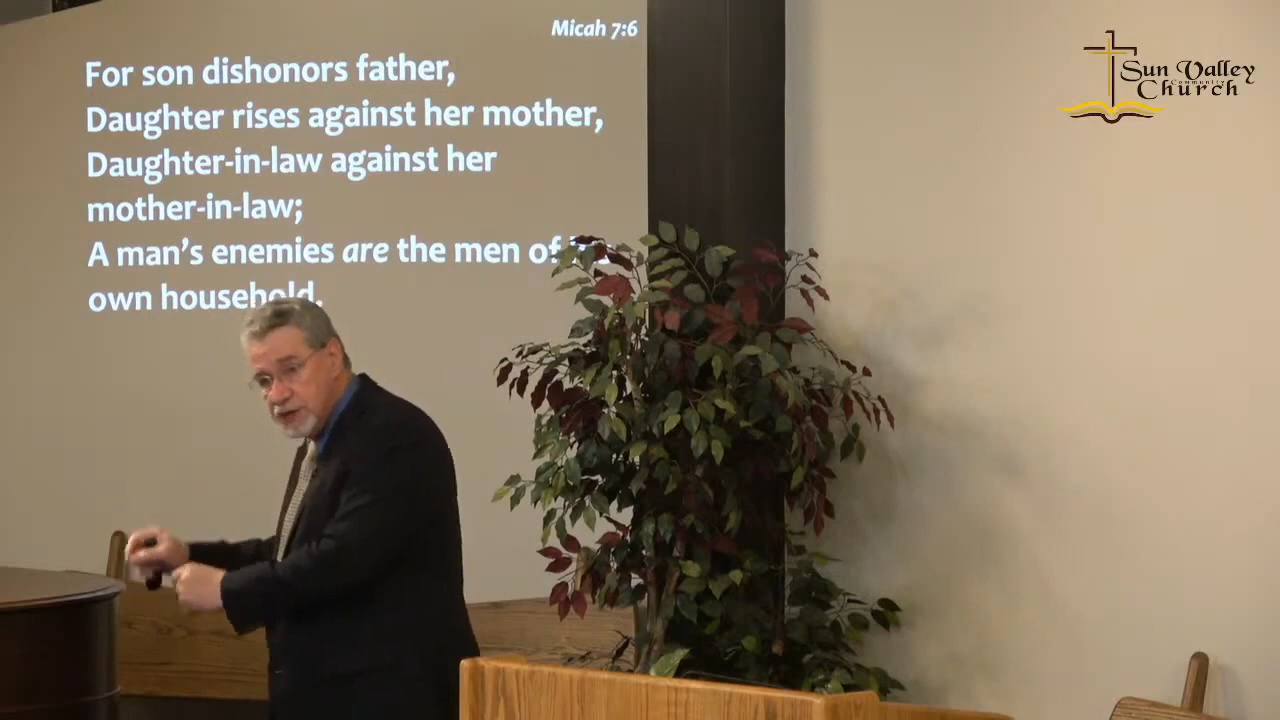 Micah 7:6
For son dishonors father,
Daughter rises against her mother,
Daughter-in-law against her
mother-in-law;
A man's enemies are the men of
own household.
Sun Valley
Community
Church